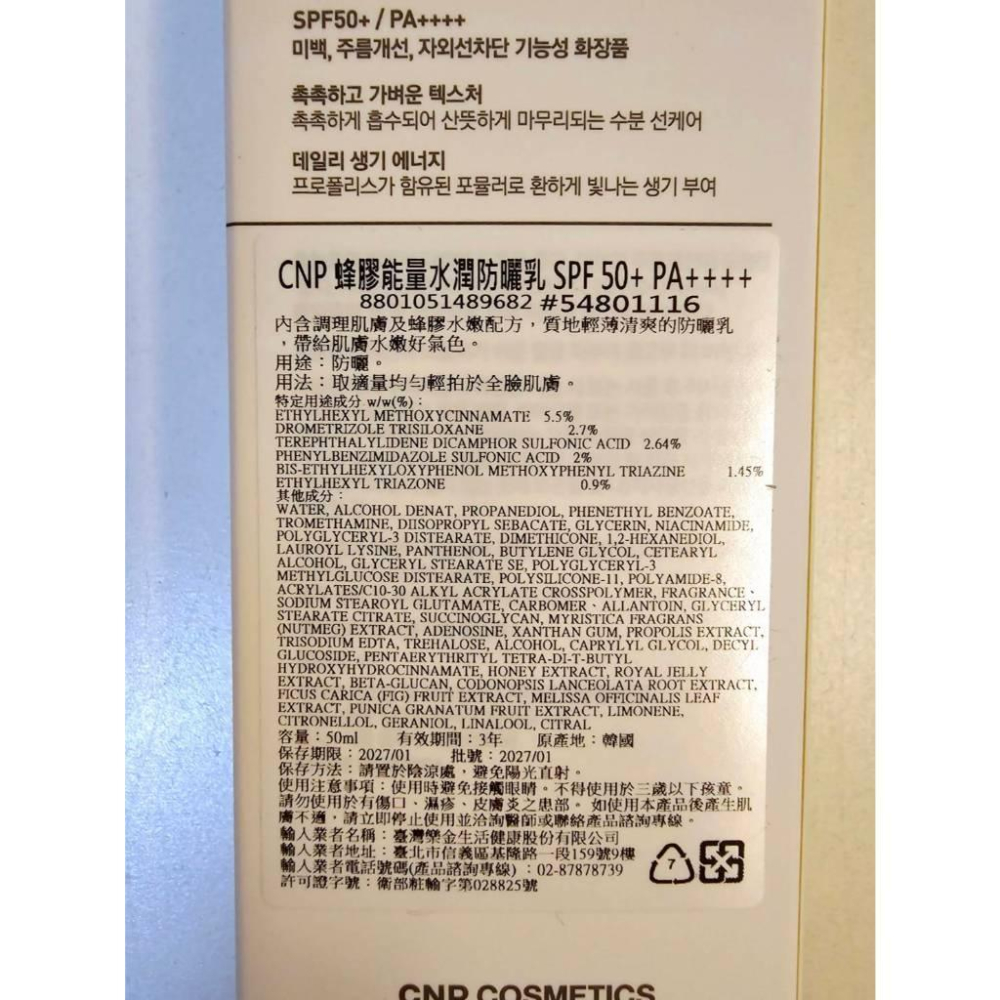 SPF50+ / PA++++
미백, 주름개선, 자외선차단 기능성 화장품
촉촉하고 가벼운 텍스처
촉촉하게 흡수되어 산뜻하게 마무리되는 수분 선케어
데일리 생기 에너지
프로폴리스가 함유된 포뮬러로 환하게 빛나는 생기 부여
CNP 蜂膠能量水潤防曬乳 SPF 50+ PA++++
8801051489682 #54801116
內含調理肌膚及蜂膠水嫩配方，質地輕薄清爽的防曬乳
，帶給肌膚水嫩好氣色。
用途：防曬。
用法：取適量均勻輕拍於全臉肌膚。
特定用途成分 w/w(%)：
ETHYLHEXYL METHOXYCINNAMATE 5.5%
DROMETRIZOLE TRISILOXANE 2.7%
TEREPHTHALYLIDENE DICAMPHOR SULFONIC ACID 2.64%
PHENYLBENZIMIDAZOLE SULFONIC ACID 2%
BIS-ETHYLHEXYLOXYPHENOL METHOXYPHENYL TRIAZINE 1.45%
ETHYLHEXYL TRIAZONE 0.9%
其他成分：
WATER, ALCOHOL DENAT, PROPANEDIOL, PHENETHYL BENZOATE,
TROMETHAMINE, DIISOPROPYL SEBACATE, GLYCERIN, NIACINAMIDE,
POLYGLYCERYL-3 DISTEARATE, DIMETHICONE, 1,2-HEXANEDIOL,
LAUROYL LYSINE, PANTHENOL, BUTYLENE GLYCOL, CETEARYL
ALCOHOL, GLYCERYL STEARATE SE, POLYGLYCERYL-3
METHYLGLUCOSE DISTEARATE, POLYSILICONE-11, POLYAMIDE-8,
ACRYLATES/C10-30 ALKYL ACRYLATE CROSSPOLYMER, FRAGRANCE、
SODIUM STEAROYL GLUTAMATE, CARBOMER、ALLANTOIN, GLYCERYL
STEARATE CITRATE, SUCCINOGLYCAN, MYRISTICA FRAGRANS
(NUTMEG) EXTRACT, ADENOSINE, XANTHAN GUM, PROPOLIS EXTRACT,
TRISODIUM EDTA, TREHALOSE, ALCOHOL, CAPRYLYL GLYCOL, DECYL
GLUCOSIDE, PENTAERYTHRITYL TETRA-DI-T-BUTYL
HYDROXYHYDROCINNAMATE, HONEY EXTRACT, ROYAL JELLY
EXTRACT, BETA-GLUCAN, CODONOPSIS LANCEOLATA ROOT EXTRACT,
FICUS CARICA (FIG) FRUIT EXTRACT, MELISSA OFFICINALIS LEAF
EXTRACT, PUNICA GRANATUM FRUIT EXTRACT, LIMONENE,
CITRONELLOL, GERANIOL, LINALOOL, CITRAL
容量：50ml 有效期間：3年 原產地：韓國
保存期限：2027/01 批號：2027/01
保存方法：請置於陰涼處，避免陽光直射。
使用注意事項：使用時避免接觸眼睛。不得使用於三歲以下孩童。
請勿使用於有傷口、濕疹、皮膚炎之患部。如使用本產品後產生肌
膚不適，請立即停止使用並洽詢醫師或聯絡產品諮詢專線。
輸入業者名稱：臺灣樂金生活健康股份有限公司
輸入業者地址：臺北市信義區基隆路一段159號9樓
輸入業者電話號碼(產品諮詢專線)：02-87878739
許可證字號：衛部粧輸字第028825號
7
CNP COSMETICS